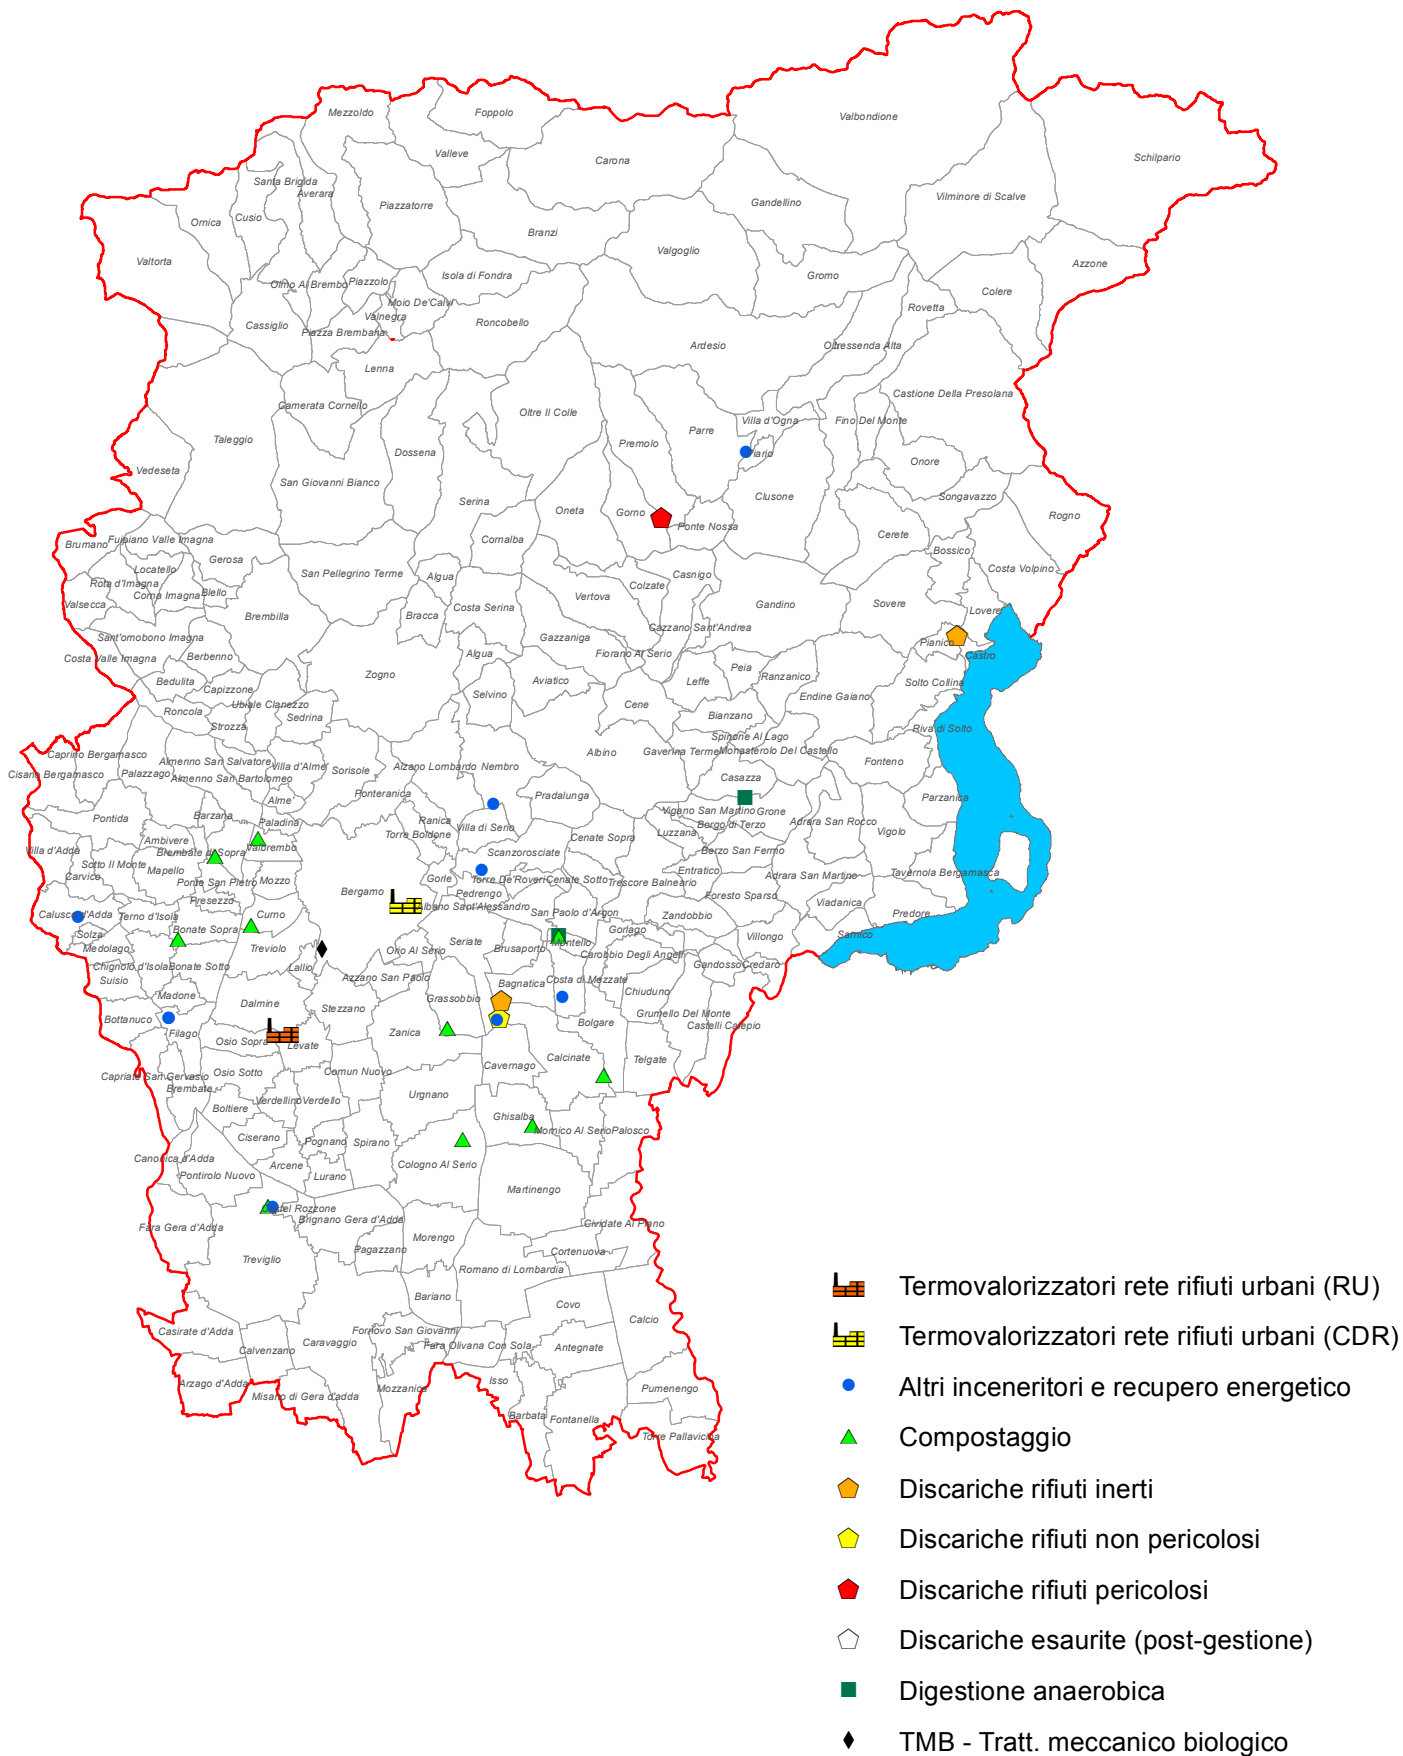 Mezzoldo
Foppolo
Valbondione
Valleve
Carona
Schilpario
Santa Brigida
Averara
Piazzatorre
Gandellino
Vilminore di Scalve
Ornica
Cusio
Branzi
Valgoglio
Valtorta
Azzone
Isola di Fondra
Gromo
Olmo Al Brembo
Piazzolo
Colere
Moio De'Calvi
Rovetta
Valnegra
Cassiglio
Piazza Brembana
Roncobello
Ardesio
Oltressenda Alta
Lenna
Castione Della Presolana
Camerata Cornello
Oltre Il Colle
Villa d'Ogna
Fino Del Monte
Taleggio
Premolo
Parre
Dossena
Piario
Onore
Vedeseta
San Giovanni Bianco
Clusone
Songavazzo
Serina
Oneta
Gorno
Ponte Nossa
Rogno
Cerete
Brumano
Fuipiano Valle Imagna
Cornalba
Bossico
Gerosa
Locatello
San Pellegrino Terme
Algua
Casnigo
Costa Volpino
Rota d'Imagna
Corna Imagna
Blello
Colzate
Vertova
Valsecca
Costa Serina
Gandino
Sovere
Lovere
Brembilla
Bracca
Cazzano Sant'Andrea
Sant'omobono Imagna
Gazzaniga
Pianico
Costa Valle Imagna
Berbenno
Algua
Fiorano Al Serio
Castro
Peia
Zogno
Bedulita
Capizzone
Aviatico
Leffe
Ranzanico
Solto Collina
Selvino
Endine Gaiano
Roncola
Ubiale Clanezzo
Cene
Strozza
Sedrina
Bianzano
Riva di Solto
Spinone Al Lago
Caprino Bergamasco
Almenno San Salvatore
Albino
Gaverina Terme
Monasterolo Del Castello
Cisano Bergamasco
Palazzago
Almenno San Bartolomeo
Villa d'Alme
Sorisole
Alzano Lombardo
Nembro
Fonteno
Casazza
Alme
Ponteranica
Pradalunga
Parzanica
Pontida
Barzana
Paladina
Ranica
Vigano San Martino
Grone
Villa di Serio
Borgo di Terzo
Adrara San Rocco
Torre Boldone
Luzzana
Vigolo
Villa d'Adda
Ambivere
Brembate di Sopra
Valbrembo
Scanzorosciate
Cenate Sopra
Berzo San Fermo
Sotto Il Monte
Carvico
Mapello
Entratico
Adrara San Martino
Tavernola Bergamasca
Ponte San Pietro
Mozzo
Bergamo
Gorle
Torre De'Roveri
Cenate Sotto
Trescore Balneario
Presezzo
Pedrengo
Foresto Sparso
Viadanica
Calusco d'Adda
Terno d'Isola
Curno
Albano Sant'Alessandro
San Paolo d'Argon
Zandobbio
Predore
Solza
Bonate Sopra
Gorlago
Villongo
Sarnico
Medolago
Treviolo
Orio Al Serio
Seriate
Brusaporto
Montello
Carobbio Degli Angeli
Chignolo d'Isola
Bonate Sotto
Lallio
Azzano San Paolo
Gandosso
Credaro
Suisio
Bagnatica
Costa di Mezzate
Chiuduno
Madone
Dalmine
Stezzano
Grassobbio
Grumello Del Monte
Bottanuco
Filago
Osio Sopra
Levate
Zanica
Bolgare
Castelli Calepio
Capriate San Gervasio
Osio Sotto
Comun Nuovo
Cavernago
Calcinate
Telgate
Brembate
Boltiere
Verdellino
Verdello
Urgnano
Ghisalba
Ciserano
Pognano
Spirano
Mornico Al Serio
Palosco
Canonica d'Adda
Arcene
Lurano
Cologno Al Serio
Pontirolo Nuovo
Martinengo
Castel Rozzone
Fara Gera d'Adda
Brignano Gera d'Adda
Cividate Al Piano
Treviglio
Pagazzano
Morengo
Cortenuova
Romano di Lombardia
Bariano
Covo
Casirate d'Adda
Calvenzano
Caravaggio
Fornovo San Giovanni
Fara Olivana Con Sola
Antegnate
Calcio
Arzago d'Adda
Misano di Gera d'adda
Mozzanica
Isso
Pumenengo
Barbata
Fontanella
Torre Pallavicina
Termovalorizzatori rete rifiuti urbani (RU)
Termovalorizzatori rete rifiuti urbani (CDR)
Altri inceneritori e recupero energetico
Compostaggio
Discariche rifiuti inerti
Discariche rifiuti non pericolosi
Discariche rifiuti pericolosi
Discariche esaurite (post-gestione)
Digestione anaerobica
TMB - Tratt. meccanico biologico